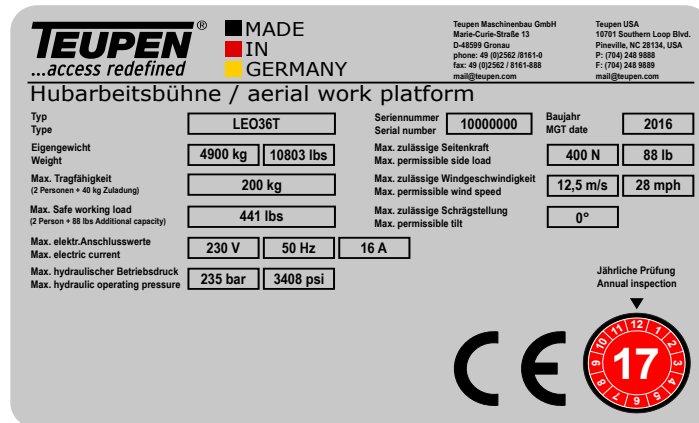 TEUPEN®
...access redefined
MADE
IN
GERMANY
Teupen Maschinenbau GmbH
Marie-Curie-Straße 13
D-48599 Gronau
phone: 49 (0)2562 /8161-0
fax: 49 (0)2562 / 8161-888
mail@teupen.com
Teupen USA
10701 Southern Loop Blvd.
Pineville, NC 28134, USA
P: (704) 248 9888
F: (704) 248 9889
mail@teupen.com
Hubarbeitsbühne / aerial work platform
Typ
Type
LEO36T
Seriennummer
Serial number
10000000
Baujahr
MGT date
2016
Eigengewicht
Weight
4900 kg
10803 lbs
Max. zulässige Seitenkraft
Max. permissible side load
400 N
88 lb
Max. Tragfähigkeit
(2 Personen + 40 kg Zuladung)
200 kg
Max. zulässige Windgeschwindigkeit
Max. permissible wind speed
12,5 m/s
28 mph
Max. Safe working load
(2 Person + 88 lbs Additional capacity)
441 lbs
Max. zulässige Schrägstellung
Max. permissible tilt
0°
Max. elektr.Anschlusswerte
Max. electric current
230 V
50 Hz
16 A
Max. hydraulischer Betriebsdruck
Max. hydraulic operating pressure
235 bar
3408 psi
Jährliche Prüfung
Annual inspection
CE
12 1 2 3 4 5 6 7 8 9 10 11
17